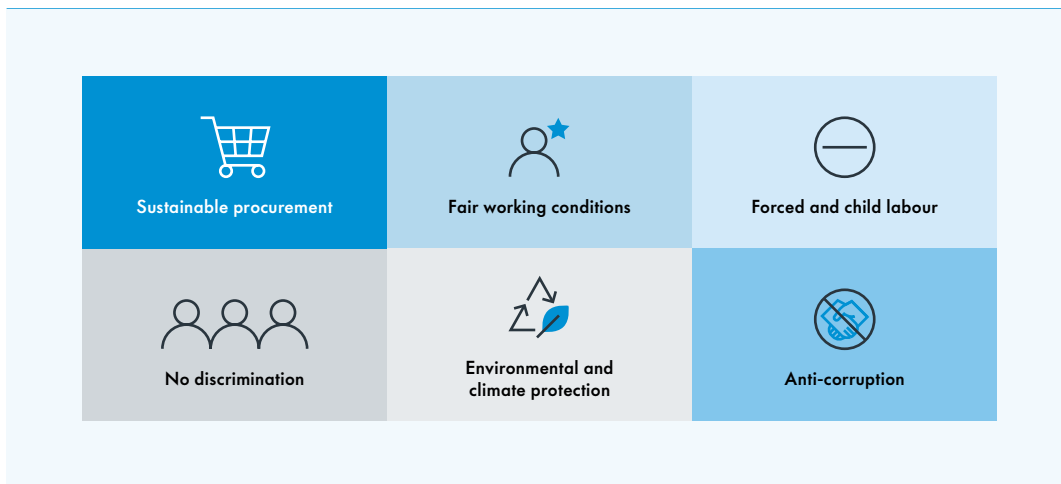 Sustainable procurement
Fair working conditions
Forced and child labour
No discrimination
Environmental and
climate protection
Anti-corruption